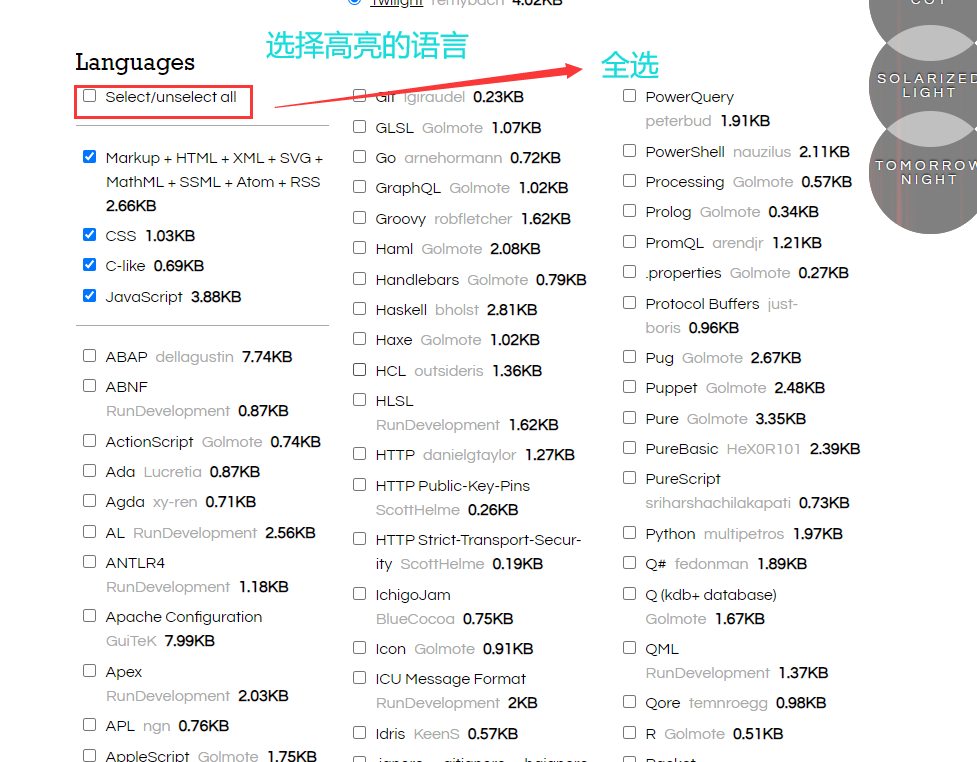 Twilight remybach 4.02KB
选择高亮的语言
全选
Languages
Select/unselect all
Markup + HTML + XML + SVG +
MathML + SSML + Atom + RSS
2.66KB
CSS 1.03KB
C-like 0.69KB
JavaScript 3.88KB
ABAP dellagustin 7.74KB
ABNF
RunDevelopment 0.87KB
ActionScript Golmote 0.74KB
Ada Lucretia 0.87KB
Agda xy-ren 0.71KB
AL RunDevelopment 2.56KB
ANTLR4
RunDevelopment 1.18KB
Apache Configuration
GuiTeK 7.99KB
Apex
RunDevelopment 2.03KB
APL ngn 0.76KB
AppleScript Golmote 1.75KB
Git lgiraudel 0.23KB
GLSL Golmote 1.07KB
Go arnehormann 0.72KB
GraphQL Golmote 1.02KB
Groovy robfletcher 1.62KB
Haml Golmote 2.08KB
Handlebars Golmote 0.79KB
Haskell bholst 2.81KB
Haxe Golmote 1.02KB
HCL outsideris 1.36KB
HLSL
RunDevelopment 1.62KB
HTTP danielgtaylor 1.27KB
HTTP Public-Key-Pins
ScottHelme 0.26KB
HTTP Strict-Transport-Secur-
ity ScottHelme 0.19KB
IchigoJam
BlueCocoa 0.75KB
Icon Golmote 0.91KB
ICU Message Format
RunDevelopment 2KB
Idris KeenS 0.57KB
PowerQuery
peterbud 1.91KB
PowerShell nauzilus 2.11KB
Processing Golmote 0.57KB
Prolog Golmote 0.34KB
PromQL arendjr 1.21KB
.properties Golmote 0.27KB
Protocol Buffers just-
boris 0.96KB
Pug Golmote 2.67KB
Puppet Golmote 2.48KB
Pure Golmote 3.35KB
PureBasic HeX0R101 2.39KB
PureScript
sriharshachilakapati 0.73KB
Python multipetros 1.97KB
Q# fedonman 1.89KB
Q (kdb+ database)
Golmote 1.67KB
QML
RunDevelopment 1.37KB
Qore temnroegg 0.98KB
R Golmote 0.51KB
Racket
COY
SOLARIZED
LIGHT
TOMORROW
NIGHT